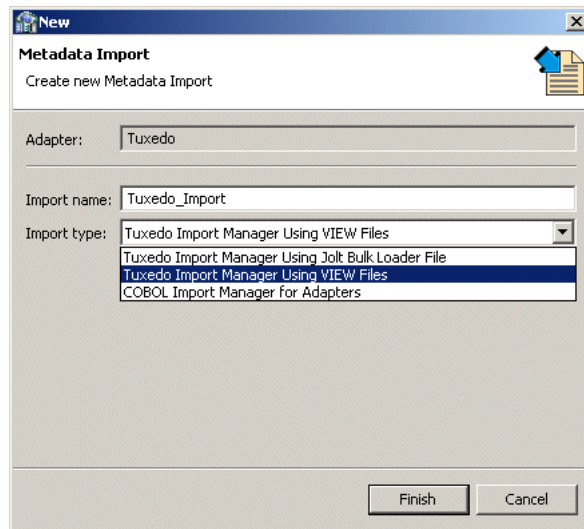 New
Metadata Import
Create new Metadata Import
Adapter: Tuxedo
Import name: Tuxedo_Import
Import type: Tuxedo Import Manager Using VIEW Files
Tuxedo Import Manager Using Jolt Bulk Loader File
Tuxedo Import Manager Using VIEW Files
COBOL Import Manager for Adapters
Finish Cancel